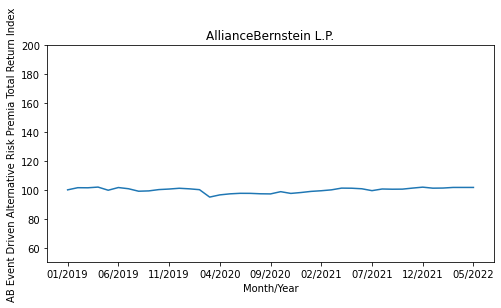 AllianceBernstein L.P.
AB Event Driven Alternative Risk Premia Total Return Index
200
180
160
140
120
100
80
60
01/2019 06/2019 11/2019 04/2020 09/2020 02/2021 07/2021 12/2021 05/2022
Month/Year